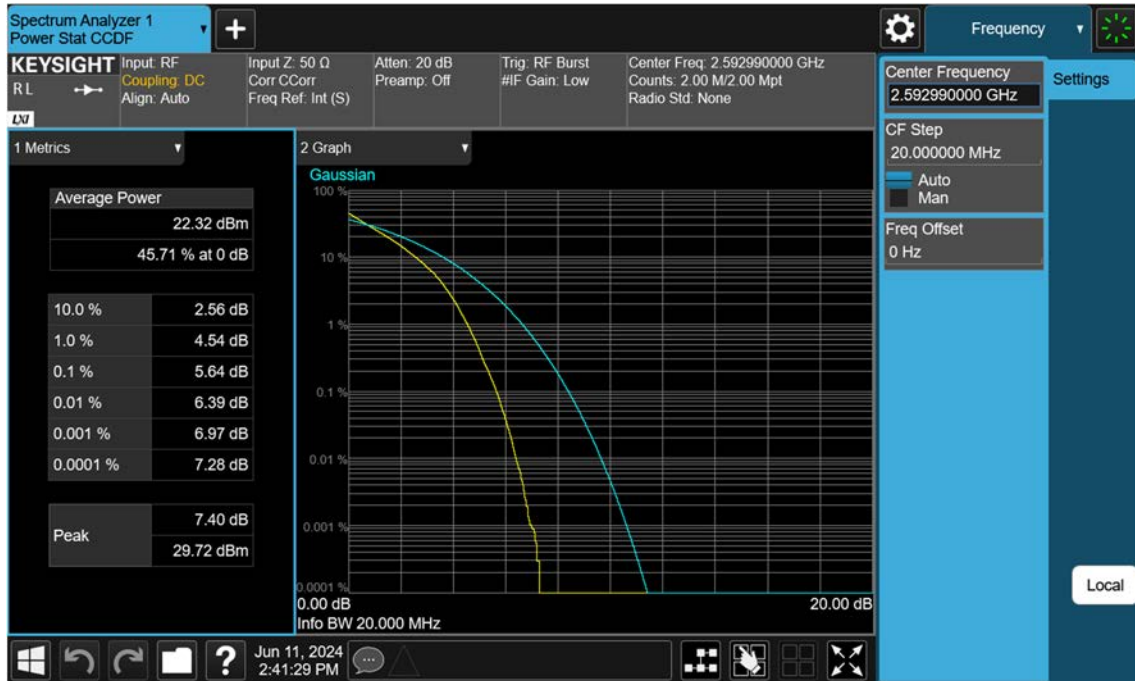 Spectrum Analyzer 1
Power Stat CCDF
Frequency
KEYSIGHT
RL
LXI
Input: RF
Coupling: DC
Align: Auto
Input Z: 50 Ω
Corr CCorr
Freq Ref: Int (S)
Atten: 20 dB
Preamp: Off
Trig: RF Burst
#IF Gain: Low
Center Freq: 2.592990000 GHz
Counts: 2.00 M/2.00 Mpt
Radio Std: None
Center Frequency
2.592990000 GHz
Settings
CF Step
20.000000 MHz
Auto
Man
Freq Offset
0 Hz
1 Metrics
Average Power
22.32 dBm
45.71 % at 0 dB
10.0 % 2.56 dB
1.0 % 4.54 dB
0.1 % 5.64 dB
0.01 % 6.39 dB
0.001 % 6.97 dB
0.0001 % 7.28 dB
Peak
7.40 dB
29.72 dBm
2 Graph
Gaussian
100 %
10 %
1 %
0.1 %
0.01 %
0.001 %
0.0001 %
0.00 dB 20.00 dB
Info BW 20.000 MHz
Local
?
Jun 11, 2024
2:41:29 PM